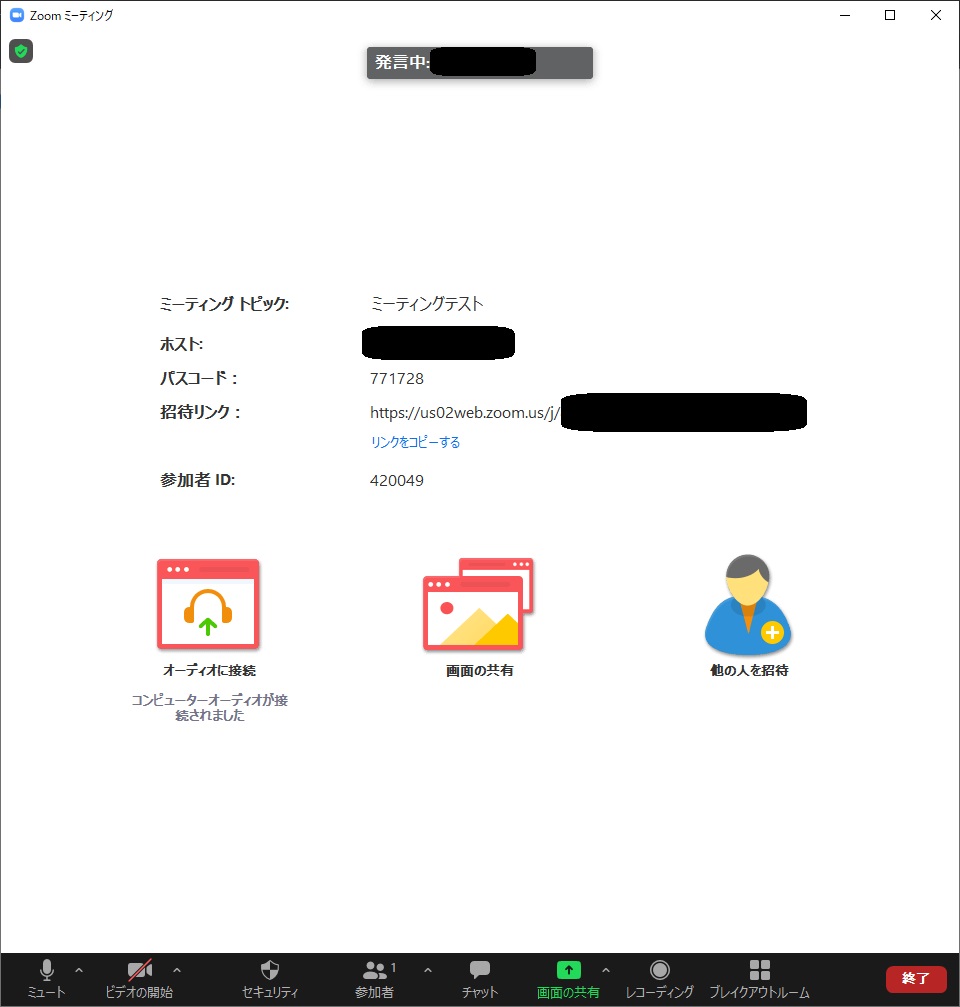 Zoom ミーティング
発言中:
ミーティング トピック: ミーティングテスト
ホスト:
パスコード： 771728
招待リンク： https://us02web.zoom.us/j/
リンクをコピーする
参加者 ID: 420049
オーディオに接続 画面の共有 他の人を招待
コンピューターオーディオが接
続されました
1
ミュート ビデオの開始 セキュリティ 参加者 チャット 画面の共有 レコーディング ブレイクアウトルーム 終了